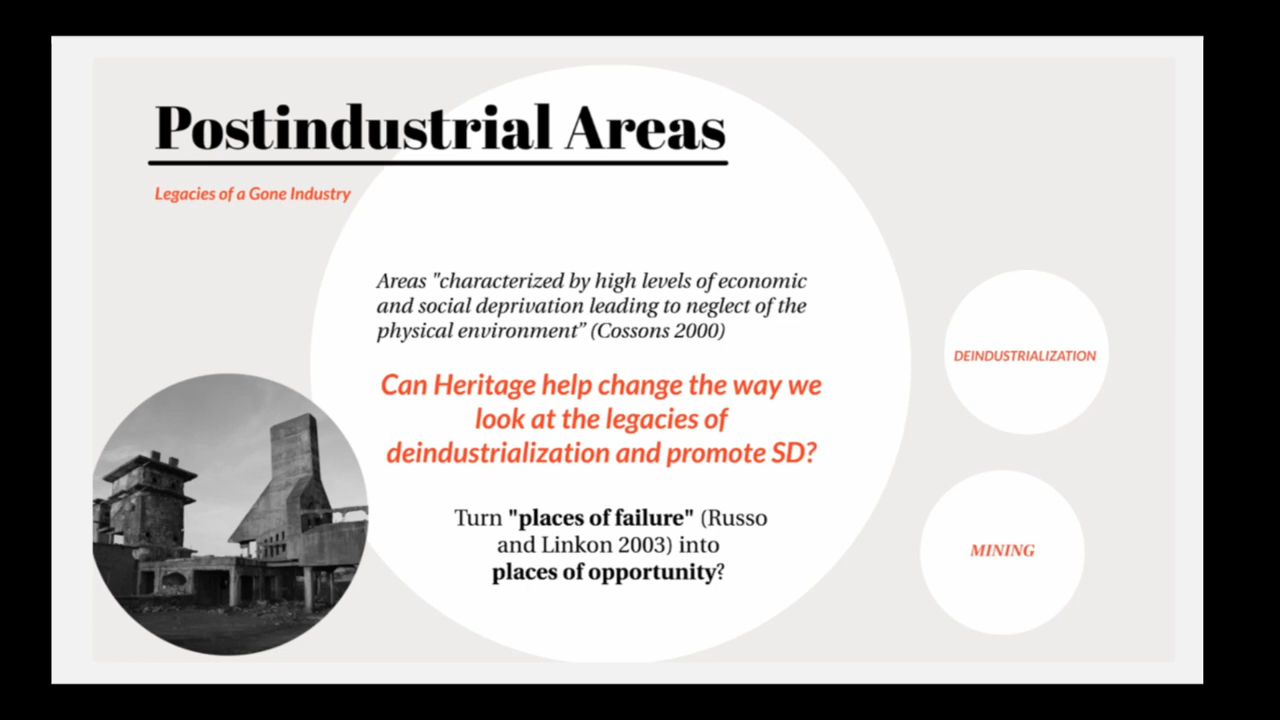 Postindustrial Areas
Legacies of a Gone Industry
Areas "characterized by high levels of economic
and social deprivation leading to neglect of the
physical environment” (Cossons 2000)
Can Heritage help change the way we
look at the legacies of
deindustrialization and promote SD?
Turn "places of failure" (Russo
and Linkon 2003) into
places of opportunity?
DEINDUSTRIALIZATION
MINING